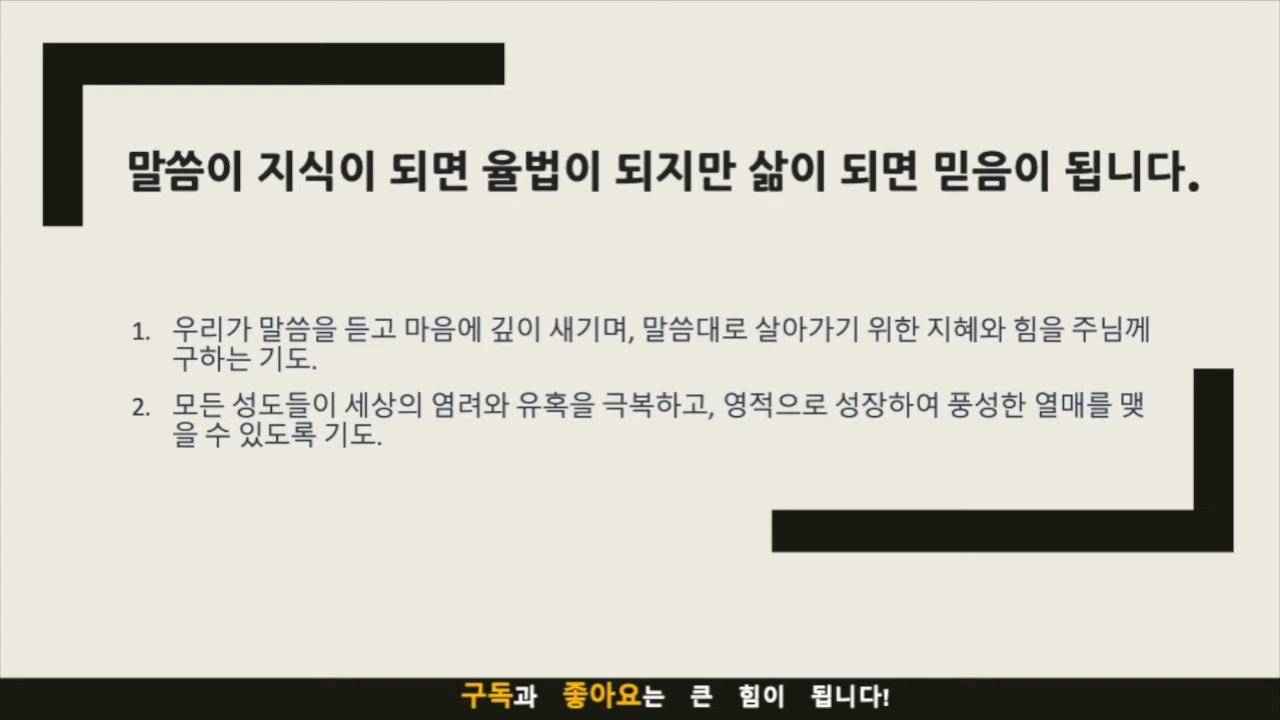 말씀이 지식이 되면 율법이 되지만 삶이 되면 믿음이 됩니다.
1. 우리가 말씀을 듣고 마음에 깊이 새기며, 말씀대로 살아가기 위한 지혜와 힘을 주님께
구하는 기도.
2. 모든 성도들이 세상의 염려와 유혹을 극복하고, 영적으로 성장하여 풍성한 열매를 맺
을 수 있도록 기도.
구독과 좋아요는 큰 힘이 됩니다!